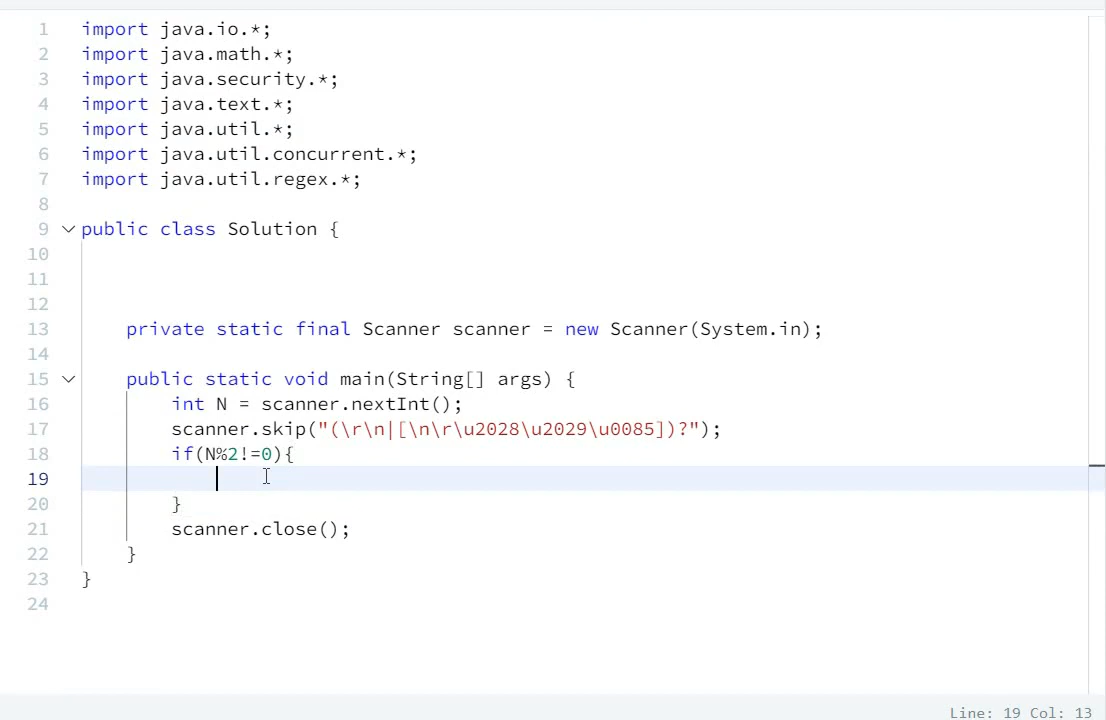 1 import java.io.*;
2 import java.math.*;
3 import java.security.*;
4 import java.text.*;
5 import java.util.*;
6 import java.util.concurrent.*;
7 import java.util.regex.*;
8
9 public class Solution {
10
11
12
13     private static final Scanner scanner = new Scanner(System.in);
14
15     public static void main(String[] args) {
16         int N = scanner.nextInt();
17         scanner.skip("(\r\n|[\n\r\u2028\u2029\u0085])?");
18         if(N%2!=0){
19
20         }
21         scanner.close();
22     }
23 }
24
Line: 19 Col: 13